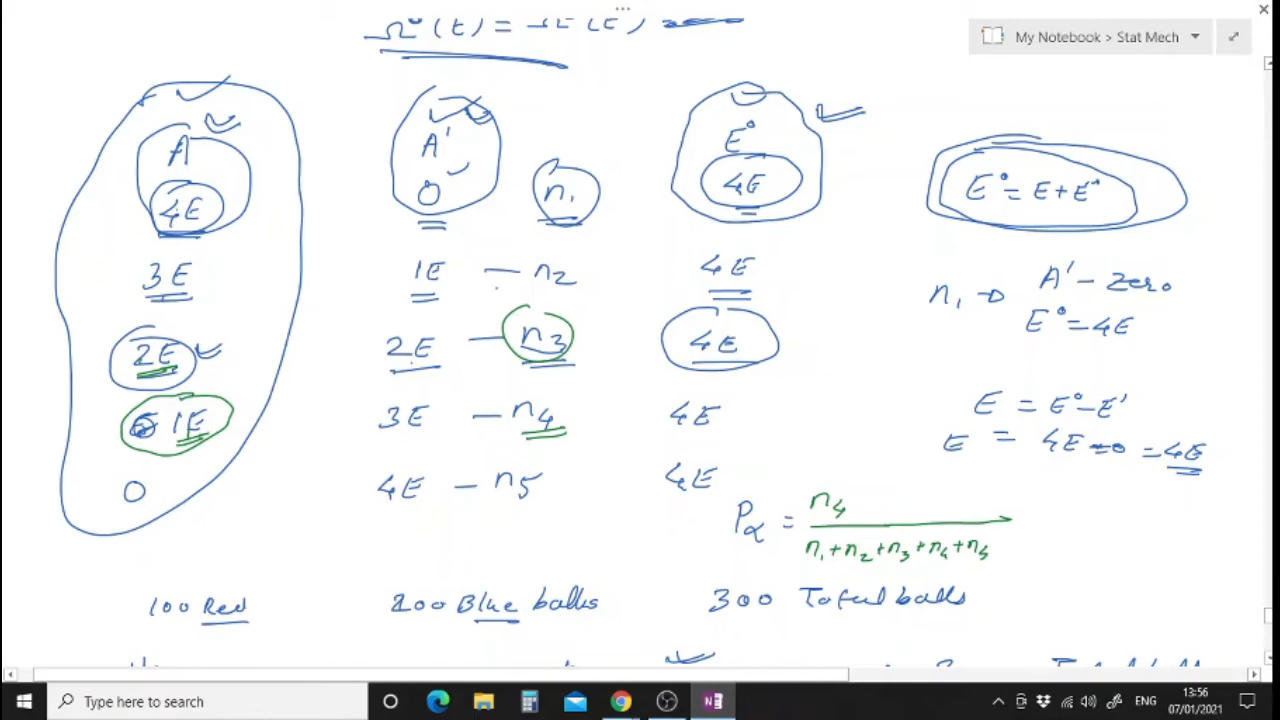 My Notebook > Stat Mech
Ω°(E) = Ω(E)
A A' E°
4E 0 n₁ 4E E° = E + E'
3E 1E — n₂ 4E n₁ → A' – zero
E° = 4E
2E 2E — n₃ 4E
1E 3E — n₄ 4E E = E° – E'
E = 4E – 0 = 4E
0 4E — n₅ 4E
Pα = n₄ / n₁ + n₂ + n₃ + n₄ + n₅
100 Red 200 Blue balls 300 Total balls
Type here to search
ENG
13:56
07/01/2021